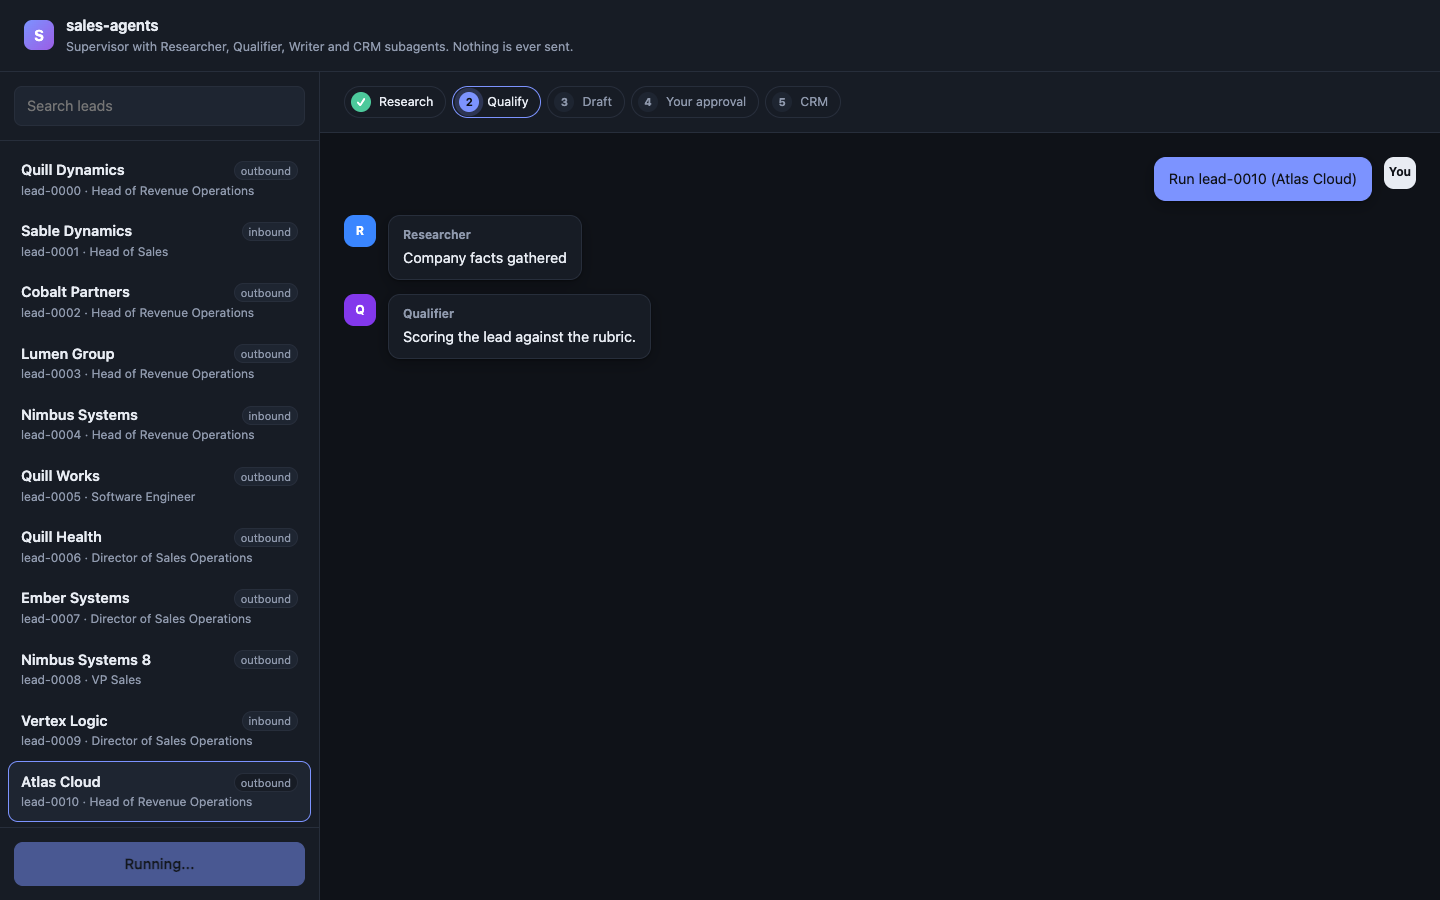 S
sales-agents
Supervisor with Researcher, Qualifier, Writer and CRM subagents. Nothing is ever sent.
Search leads
Quill Dynamics outbound
lead-0000 · Head of Revenue Operations
Sable Dynamics inbound
lead-0001 · Head of Sales
Cobalt Partners outbound
lead-0002 · Head of Revenue Operations
Lumen Group outbound
lead-0003 · Head of Revenue Operations
Nimbus Systems inbound
lead-0004 · Head of Revenue Operations
Quill Works outbound
lead-0005 · Software Engineer
Quill Health outbound
lead-0006 · Director of Sales Operations
Ember Systems outbound
lead-0007 · Director of Sales Operations
Nimbus Systems 8 outbound
lead-0008 · VP Sales
Vertex Logic inbound
lead-0009 · Director of Sales Operations
Atlas Cloud outbound
lead-0010 · Head of Revenue Operations
Running...
Research 2 Qualify 3 Draft 4 Your approval 5 CRM
Run lead-0010 (Atlas Cloud) You
R Researcher
Company facts gathered
Q Qualifier
Scoring the lead against the rubric.